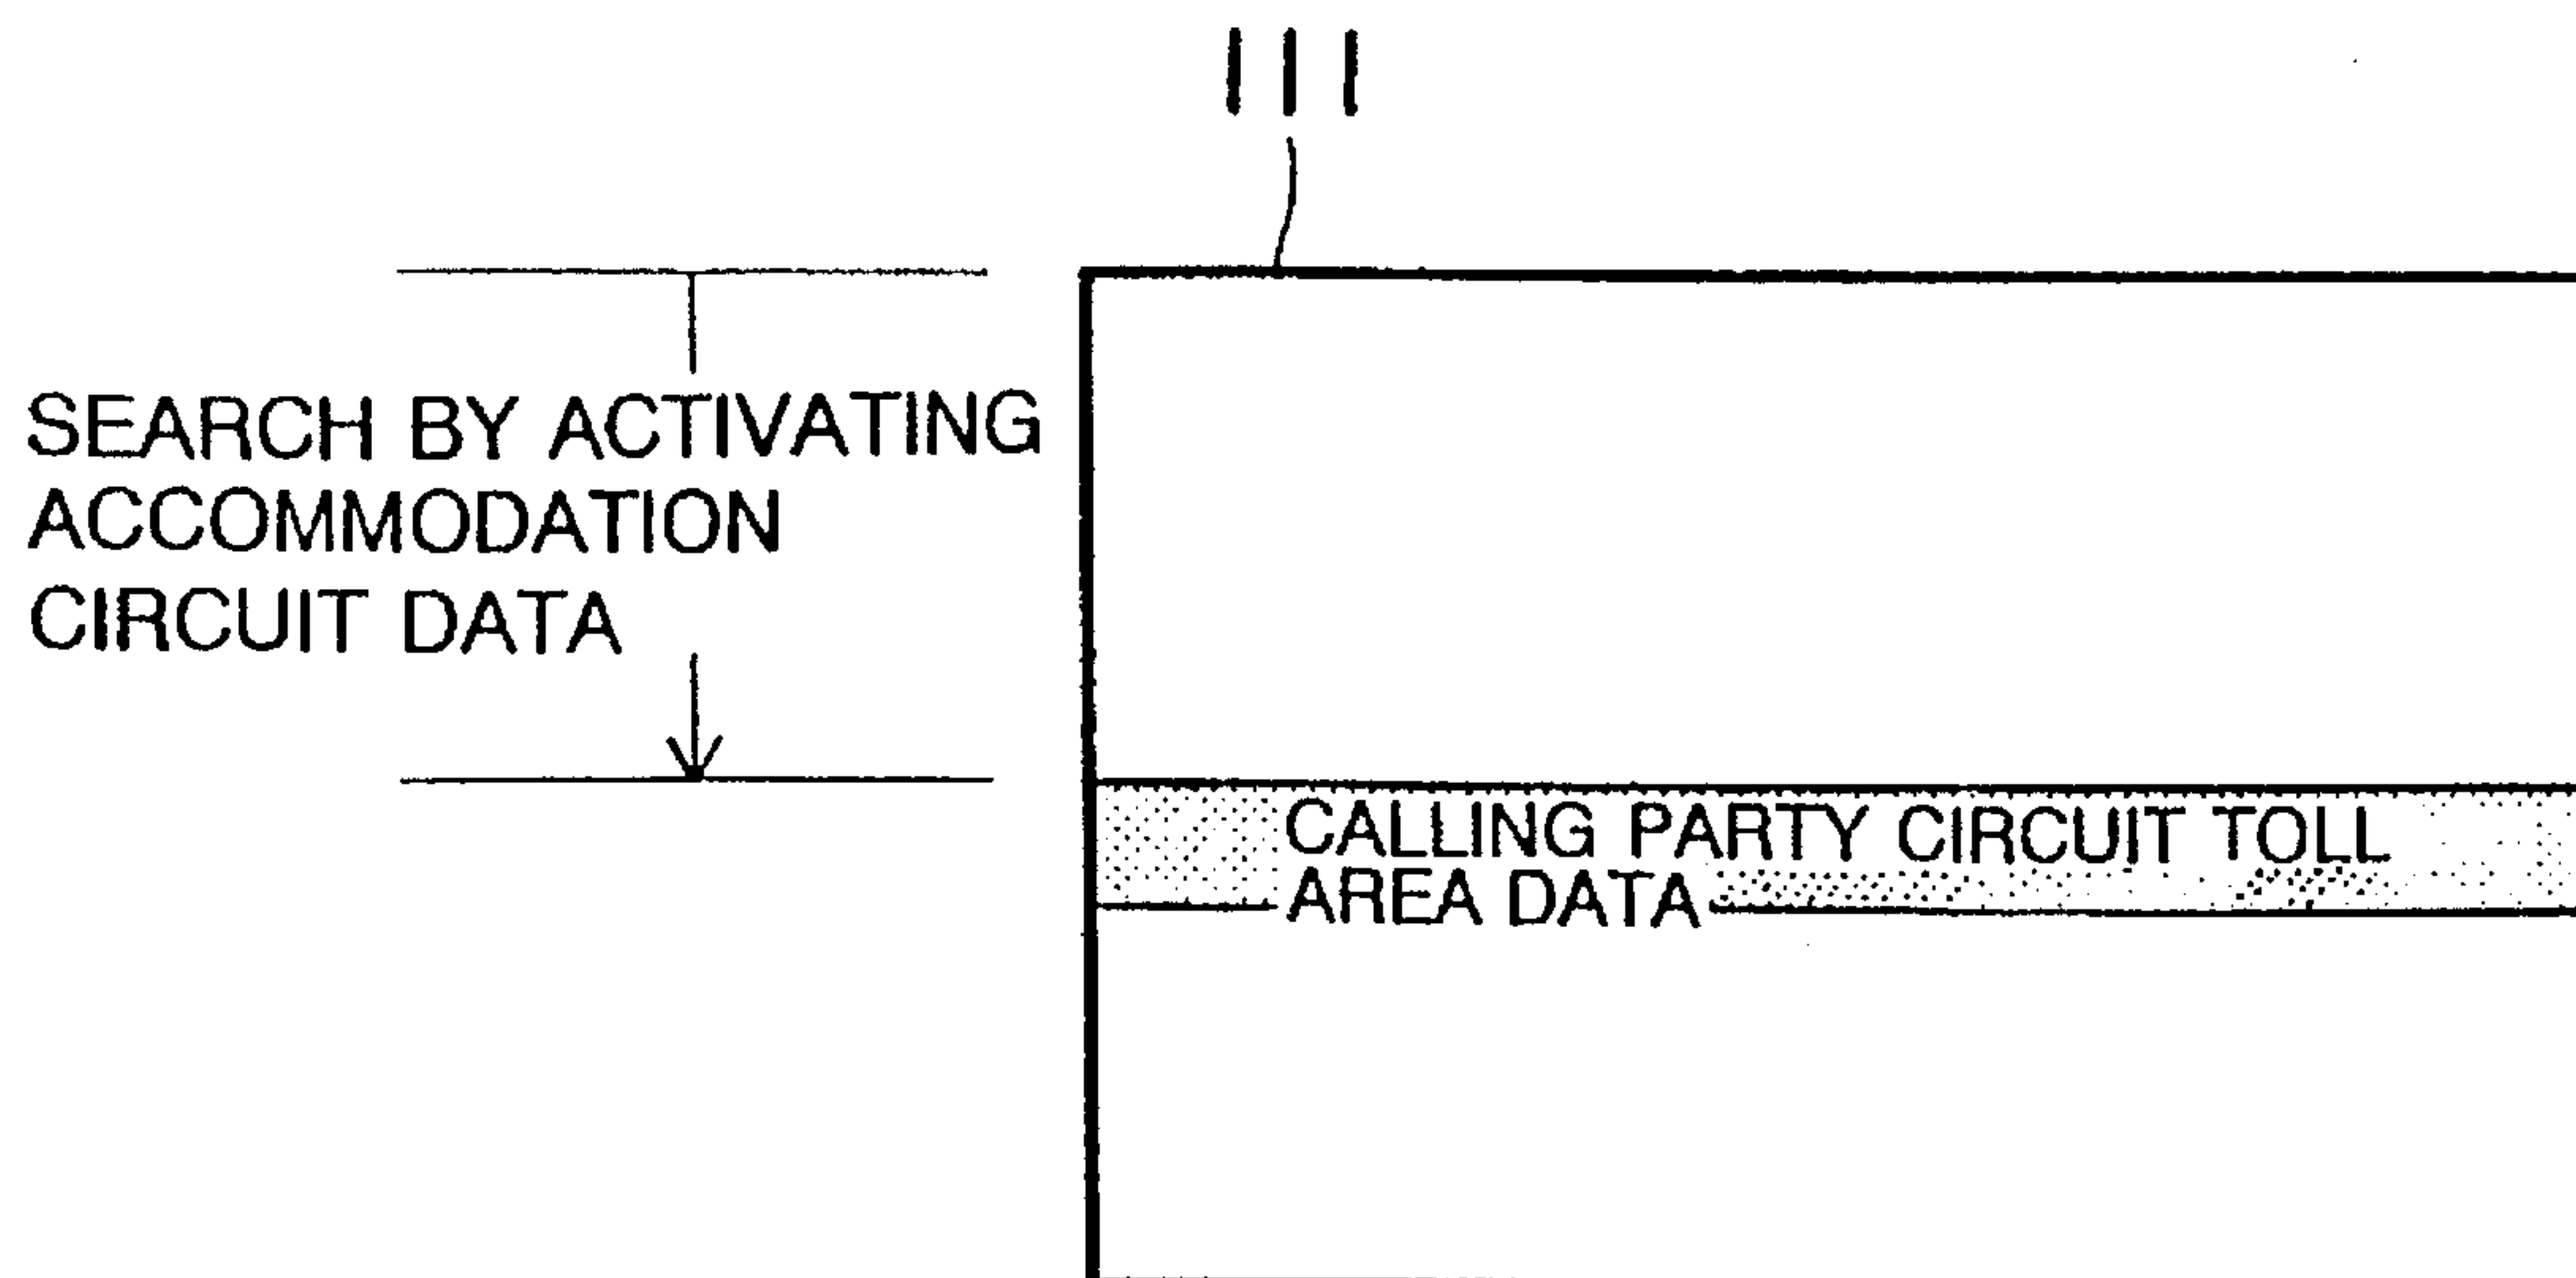 111
SEARCH BY ACTIVATING
ACCOMMODATION
CIRCUIT DATA
CALLING PARTY CIRCUIT TOLL
AREA DATA